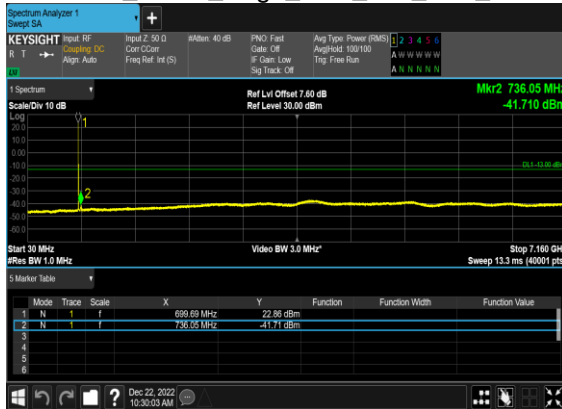 Spectrum Analyzer 1
Swept SA
+
KEYSIGHT Input: RF Input Z: 50 Ω #Atten: 40 dB PNO: Fast Avg Type: Power (RMS) 1 2 3 4 5 6
R T Coupling: DC Corr CCorr Gate: Off Avg|Hold: 100/100 A W W W W W
Align: Auto Freq Ref: Int (S) IF Gain: Low Trig: Free Run
Sig Track: Off A N N N N N
1 Spectrum Ref Lvl Offset 7.60 dB Mkr2 736.05 MHz
Scale/Div 10 dB Ref Level 30.00 dBm -41.710 dBm
Log
20.0 1
10.0
0.00
-10.0 DL1 -13.00 dBm
-20.0
-30.0
-40.0 2
-50.0
-60.0
Start 30 MHz Video BW 3.0 MHz* Stop 7.160 GHz
#Res BW 1.0 MHz Sweep 13.3 ms (40001 pts)
5 Marker Table
Mode Trace Scale X Y Function Function Width Function Value
1 N 1 f 699.69 MHz 22.86 dBm
2 N 1 f 736.05 MHz -41.71 dBm
3
4
5
6
? Dec 22, 2022
10:30:03 AM